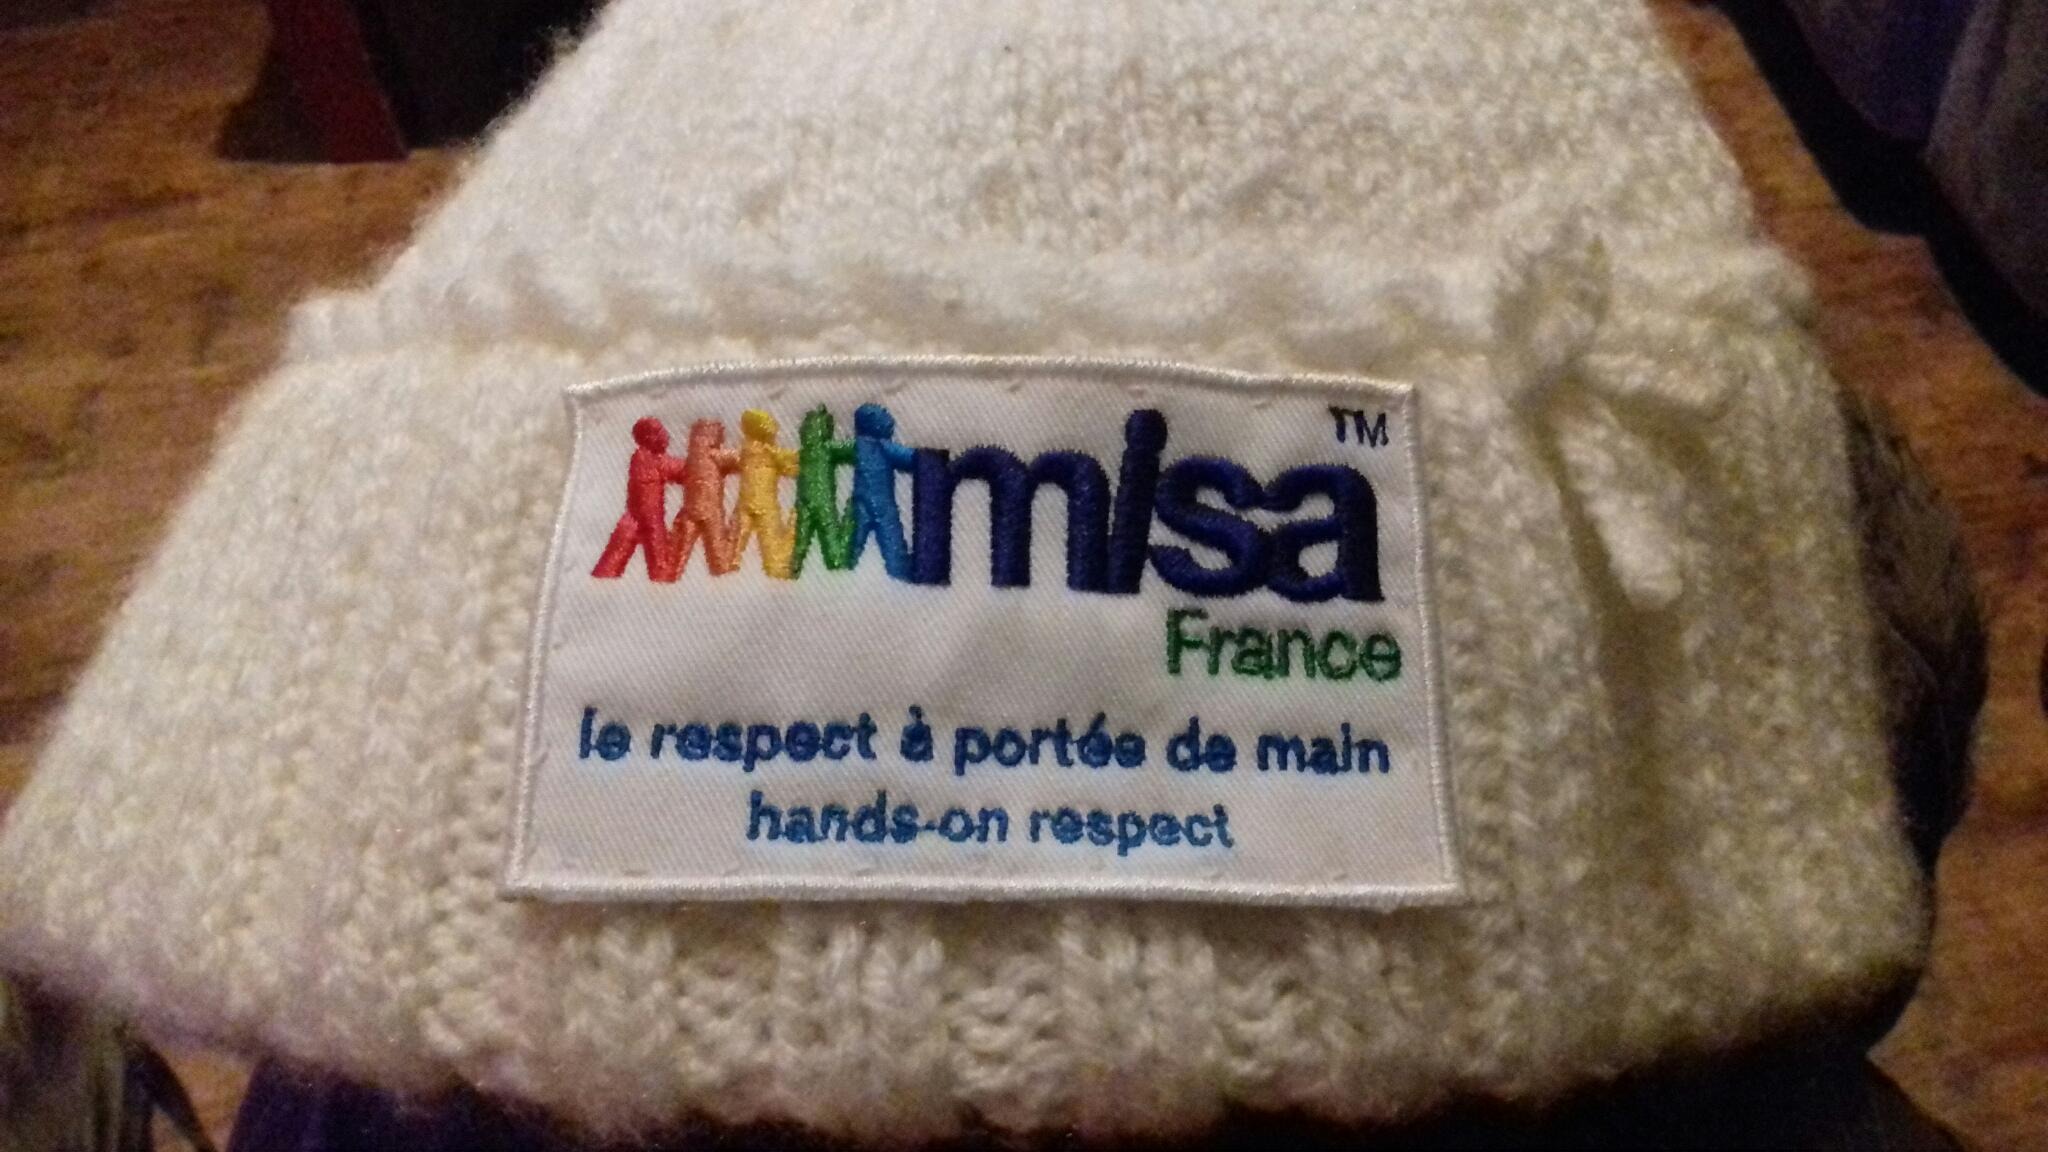 misa TM
France
le respect à portée de main
hands-on respect